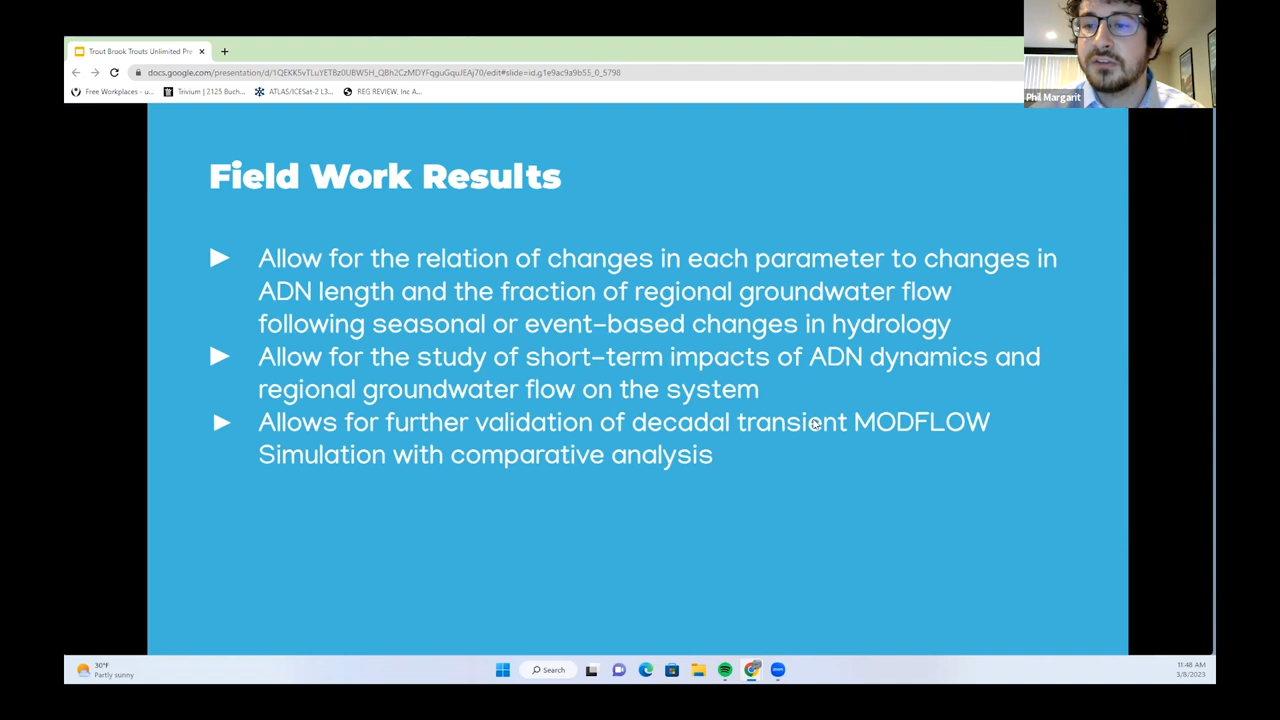 Trout Brook Trouts Unlimited Pre
docs.google.com/presentation/d/1QEKK5vTLuYETBz0UBW5H_QBh2CzMDYFqguGquJEAj70/edit#slide=id.g1e9ac9a9b55_0_5798
Free Workplaces - u... Trivium | 2125 Buch... ATLAS/ICESat-2 L3... REG REVIEW, Inc A...
Phil Margarit
Field Work Results
Allow for the relation of changes in each parameter to changes in
ADN length and the fraction of regional groundwater flow
following seasonal or event-based changes in hydrology
Allow for the study of short-term impacts of ADN dynamics and
regional groundwater flow on the system
Allows for further validation of decadal transient MODFLOW
Simulation with comparative analysis
30°F
Partly sunny
Search
zoom
11:48 AM
3/8/2023